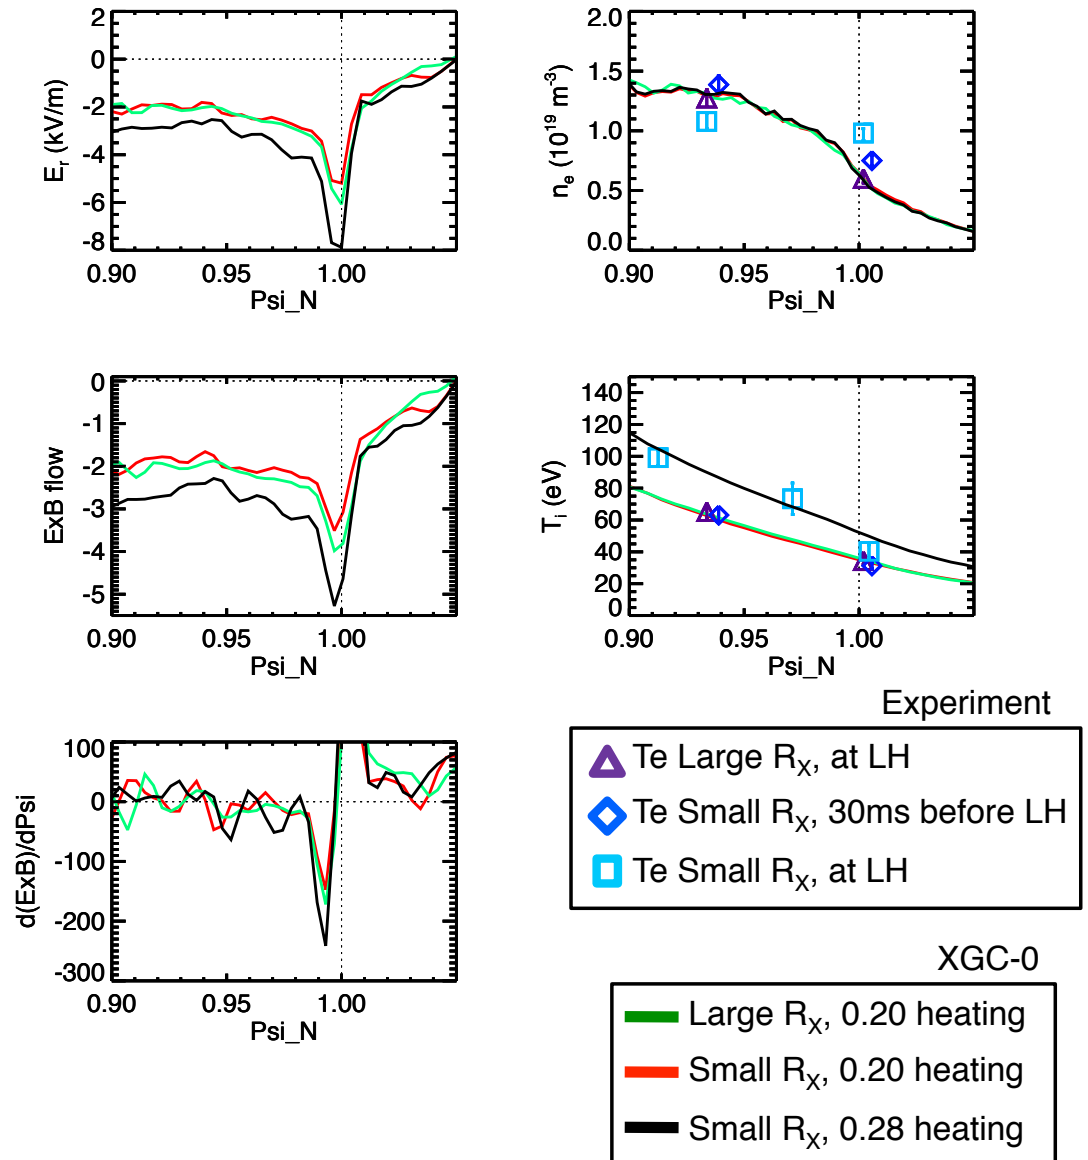 2
0
-2
-4
-6
-8
E_r (kV/m)
0.90 0.95 1.00
Psi_N
2.0
1.5
1.0
0.5
0.0
n_e (10^19 m^-3)
0.90 0.95 1.00
Psi_N
0
-1
-2
-3
-4
-5
ExB flow
0.90 0.95 1.00
Psi_N
140
120
100
80
60
40
20
0
T_i (eV)
0.90 0.95 1.00
Psi_N
100
0
-100
-200
-300
d(ExB)/dPsi
0.90 0.95 1.00
Psi_N
Experiment
Te Large R_X, at LH
Te Small R_X, 30ms before LH
Te Small R_X, at LH
XGC-0
Large R_X, 0.20 heating
Small R_X, 0.20 heating
Small R_X, 0.28 heating